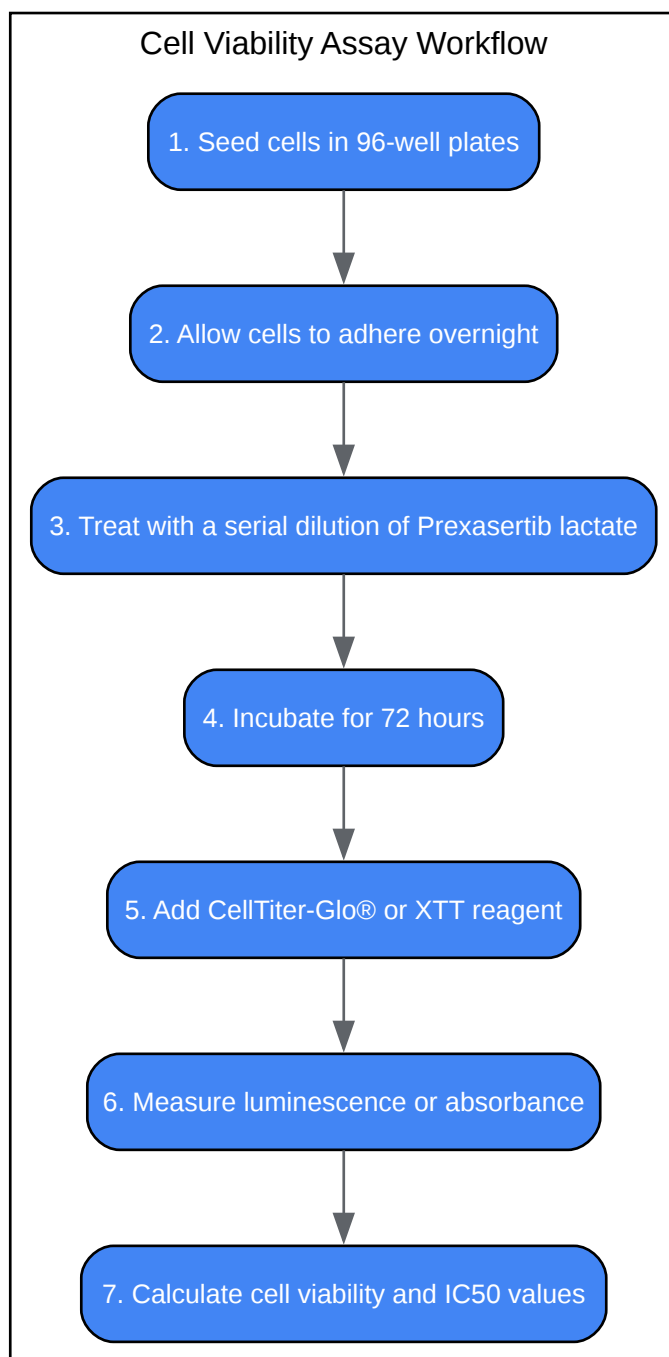 Cell Viability Assay Workflow
1. Seed cells in 96-well plates
2. Allow cells to adhere overnight
3. Treat with a serial dilution of Prexasertib lactate
4. Incubate for 72 hours
5. Add CellTiter-Glo® or XTT reagent
6. Measure luminescence or absorbance
7. Calculate cell viability and IC50 values